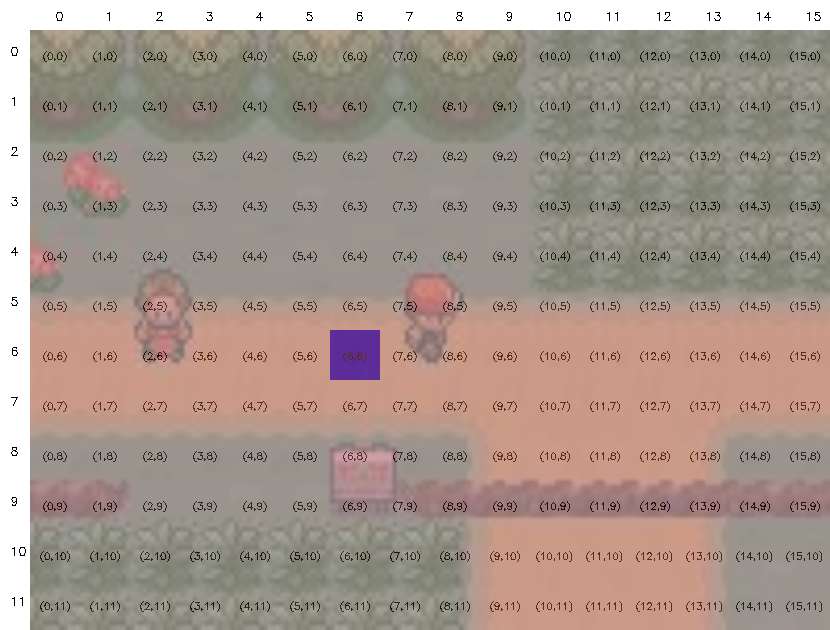 0 1 2 3 4 5 6 7 8 9 10 11 12 13 14 15
0 (0,0) (1,0) (2,0) (3,0) (4,0) (5,0) (6,0) (7,0) (8,0) (9,0) (10,0) (11,0) (12,0) (13,0) (14,0) (15,0)
1 (0,1) (1,1) (2,1) (3,1) (4,1) (5,1) (6,1) (7,1) (8,1) (9,1) (10,1) (11,1) (12,1) (13,1) (14,1) (15,1)
2 (0,2) (1,2) (2,2) (3,2) (4,2) (5,2) (6,2) (7,2) (8,2) (9,2) (10,2) (11,2) (12,2) (13,2) (14,2) (15,2)
3 (0,3) (1,3) (2,3) (3,3) (4,3) (5,3) (6,3) (7,3) (8,3) (9,3) (10,3) (11,3) (12,3) (13,3) (14,3) (15,3)
4 (0,4) (1,4) (2,4) (3,4) (4,4) (5,4) (6,4) (7,4) (8,4) (9,4) (10,4) (11,4) (12,4) (13,4) (14,4) (15,4)
5 (0,5) (1,5) (2,5) (3,5) (4,5) (5,5) (6,5) (7,5) (8,5) (9,5) (10,5) (11,5) (12,5) (13,5) (14,5) (15,5)
6 (0,6) (1,6) (2,6) (3,6) (4,6) (5,6) (6,6) (7,6) (8,6) (9,6) (10,6) (11,6) (12,6) (13,6) (14,6) (15,6)
7 (0,7) (1,7) (2,7) (3,7) (4,7) (5,7) (6,7) (7,7) (8,7) (9,7) (10,7) (11,7) (12,7) (13,7) (14,7) (15,7)
8 (0,8) (1,8) (2,8) (3,8) (4,8) (5,8) (6,8) (7,8) (8,8) (9,8) (10,8) (11,8) (12,8) (13,8) (14,8) (15,8)
9 (0,9) (1,9) (2,9) (3,9) (4,9) (5,9) (6,9) (7,9) (8,9) (9,9) (10,9) (11,9) (12,9) (13,9) (14,9) (15,9)
10 (0,10) (1,10) (2,10) (3,10) (4,10) (5,10) (6,10) (7,10) (8,10) (9,10) (10,10) (11,10) (12,10) (13,10) (14,10) (15,10)
11 (0,11) (1,11) (2,11) (3,11) (4,11) (5,11) (6,11) (7,11) (8,11) (9,11) (10,11) (11,11) (12,11) (13,11) (14,11) (15,11)